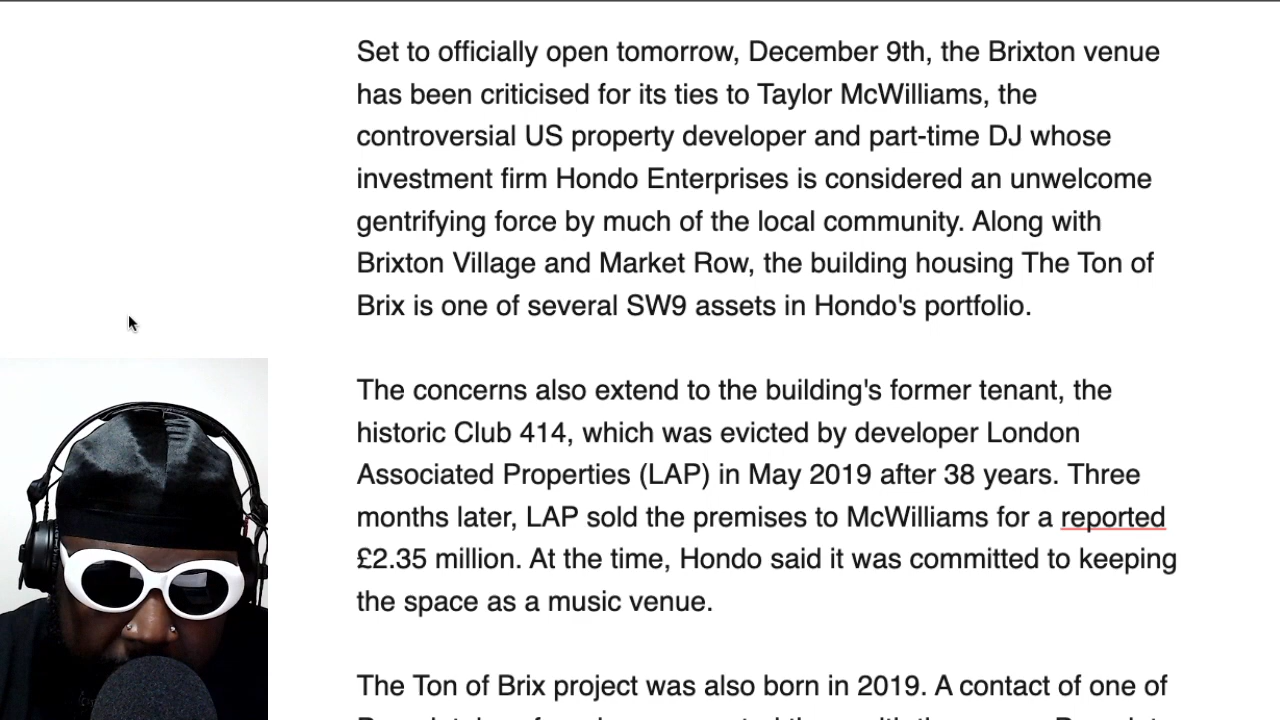 Set to officially open tomorrow, December 9th, the Brixton venue
has been criticised for its ties to Taylor McWilliams, the
controversial US property developer and part-time DJ whose
investment firm Hondo Enterprises is considered an unwelcome
gentrifying force by much of the local community. Along with
Brixton Village and Market Row, the building housing The Ton of
Brix is one of several SW9 assets in Hondo's portfolio.
The concerns also extend to the building's former tenant, the
historic Club 414, which was evicted by developer London
Associated Properties (LAP) in May 2019 after 38 years. Three
months later, LAP sold the premises to McWilliams for a reported
£2.35 million. At the time, Hondo said it was committed to keeping
the space as a music venue.
The Ton of Brix project was also born in 2019. A contact of one of